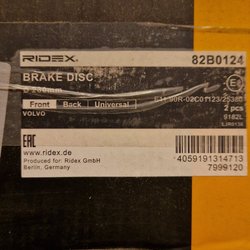 RIDEX
82B0124
BRAKE DISC
Front Back Universal
VOLVO
2 pcs
EAC
www.ridex.de
Produced for: Ridex GmbH
Berlin, Germany
4059191314713
7999120